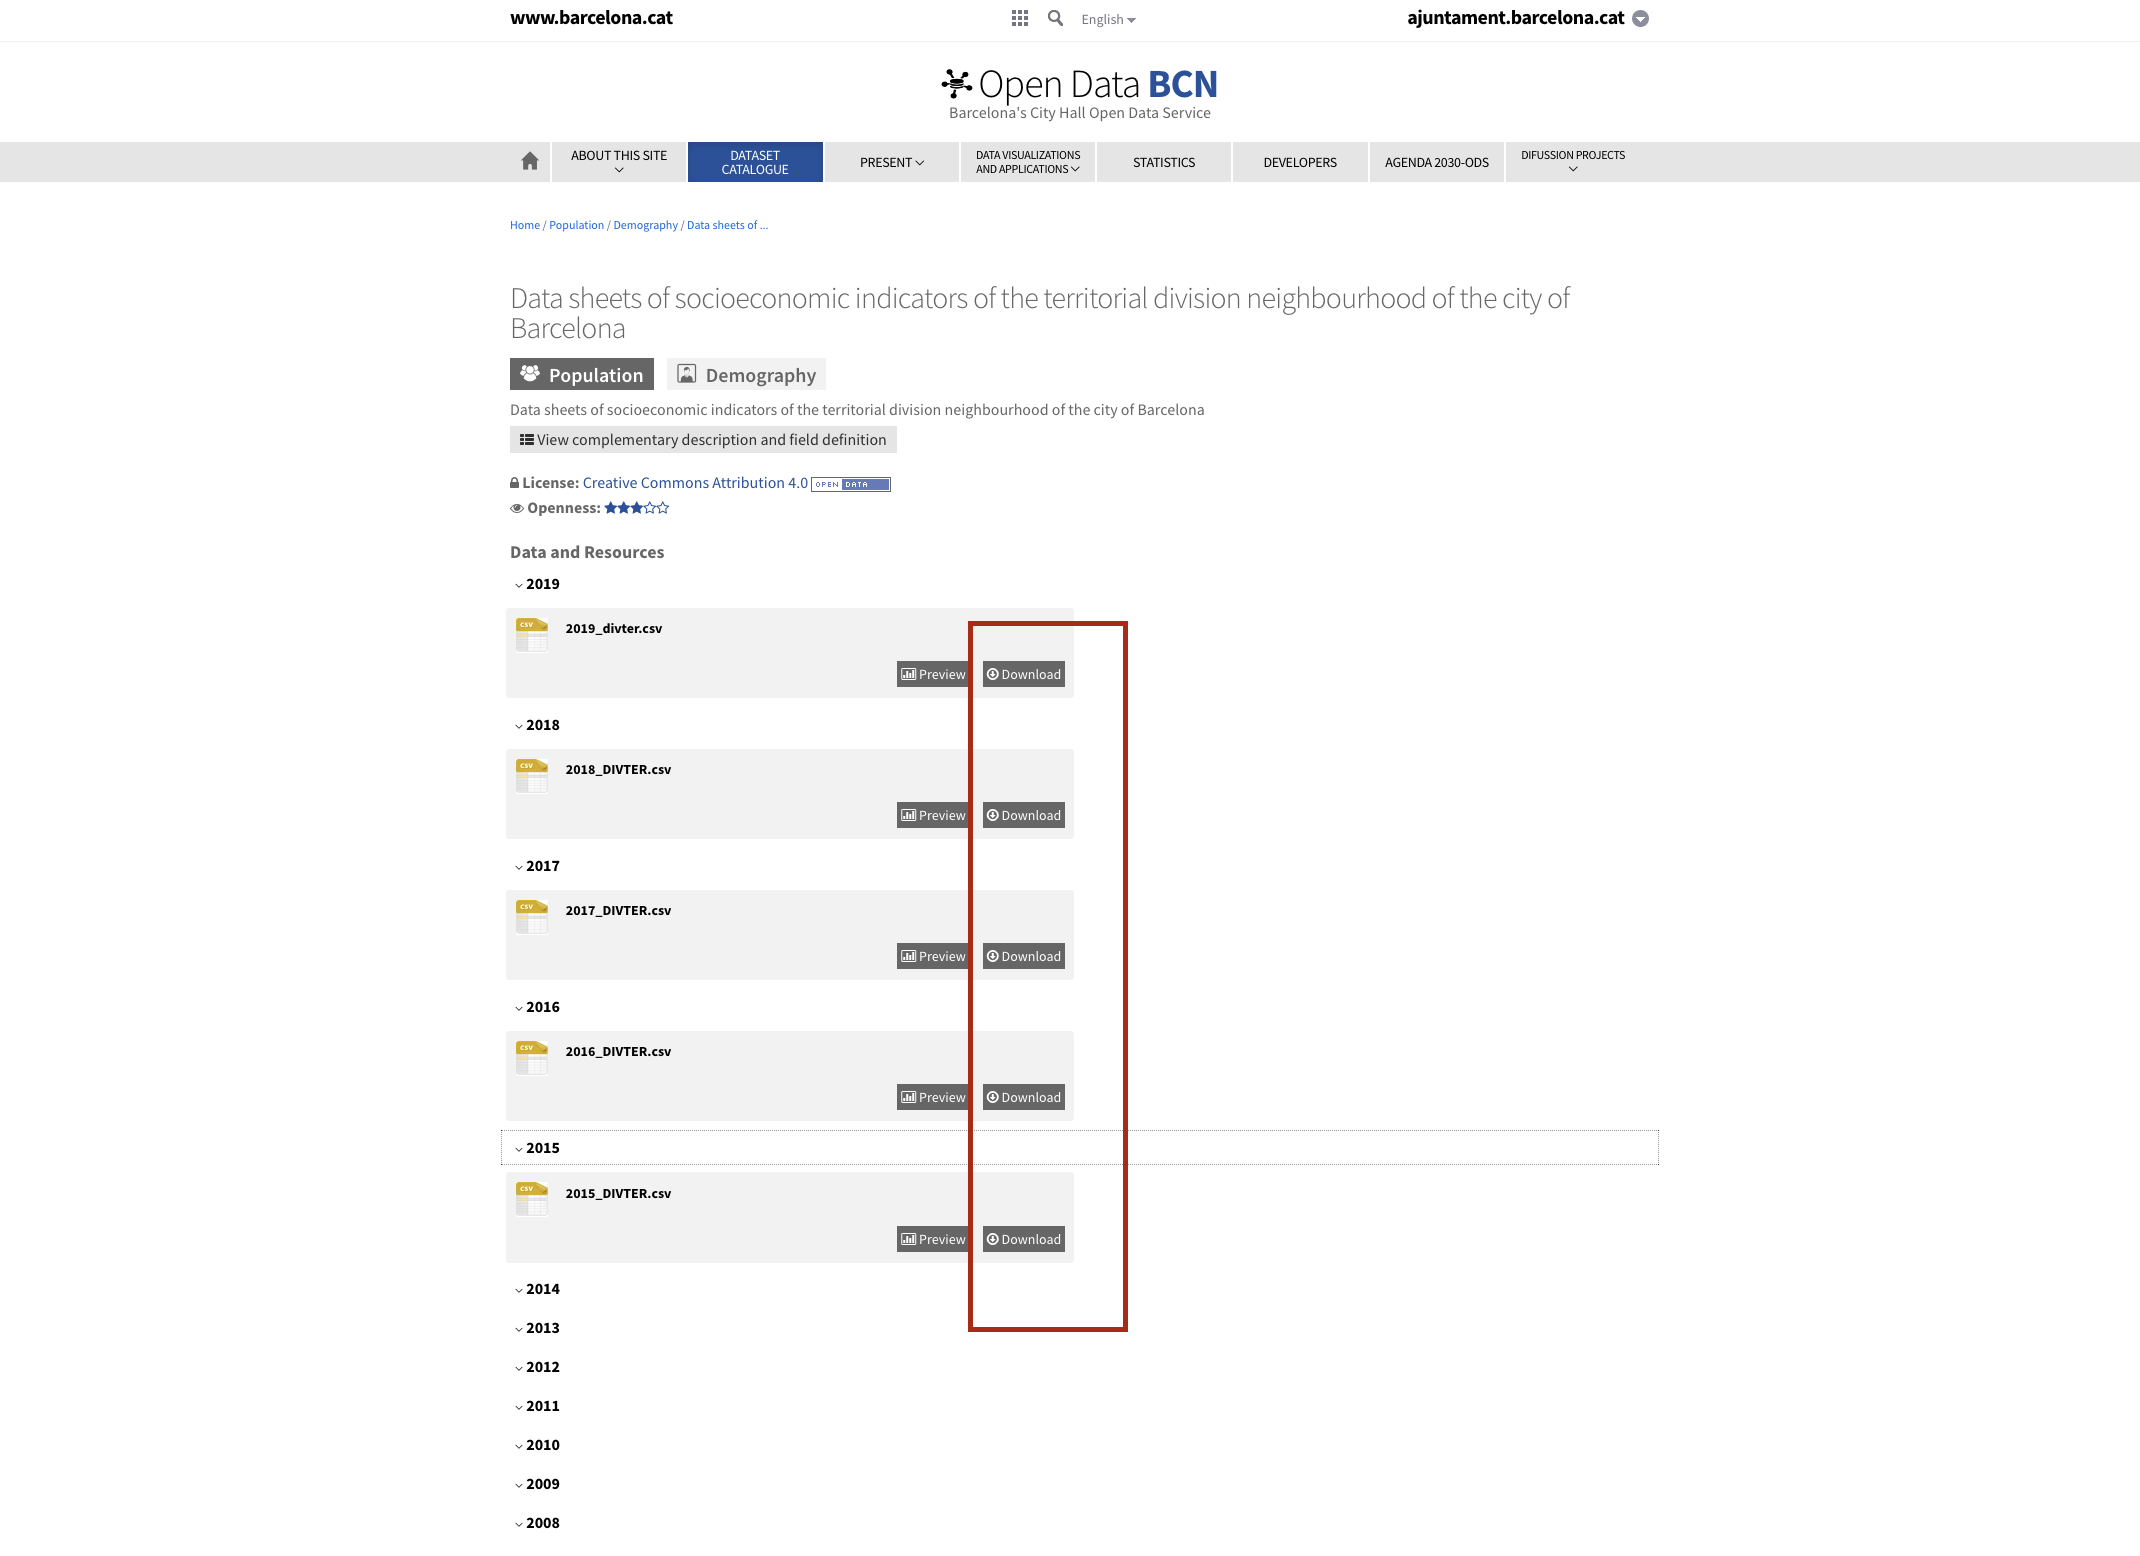 www.barcelona.cat
English
ajuntament.barcelona.cat
Open Data BCN
Barcelona's City Hall Open Data Service
ABOUT THIS SITE
DATASET
CATALOGUE
PRESENT
DATA VISUALIZATIONS
AND APPLICATIONS
STATISTICS
DEVELOPERS
AGENDA 2030-ODS
DIFUSSION PROJECTS
Home / Population / Demography / Data sheets of ...
Data sheets of socioeconomic indicators of the territorial division neighbourhood of the city of
Barcelona
Population
Demography
Data sheets of socioeconomic indicators of the territorial division neighbourhood of the city of Barcelona
View complementary description and field definition
License: Creative Commons Attribution 4.0 OPEN DATA
Openness:
Data and Resources
2019
CSV
2019_divter.csv
Preview
Download
2018
CSV
2018_DIVTER.csv
Preview
Download
2017
CSV
2017_DIVTER.csv
Preview
Download
2016
CSV
2016_DIVTER.csv
Preview
Download
2015
CSV
2015_DIVTER.csv
Preview
Download
2014
2013
2012
2011
2010
2009
2008